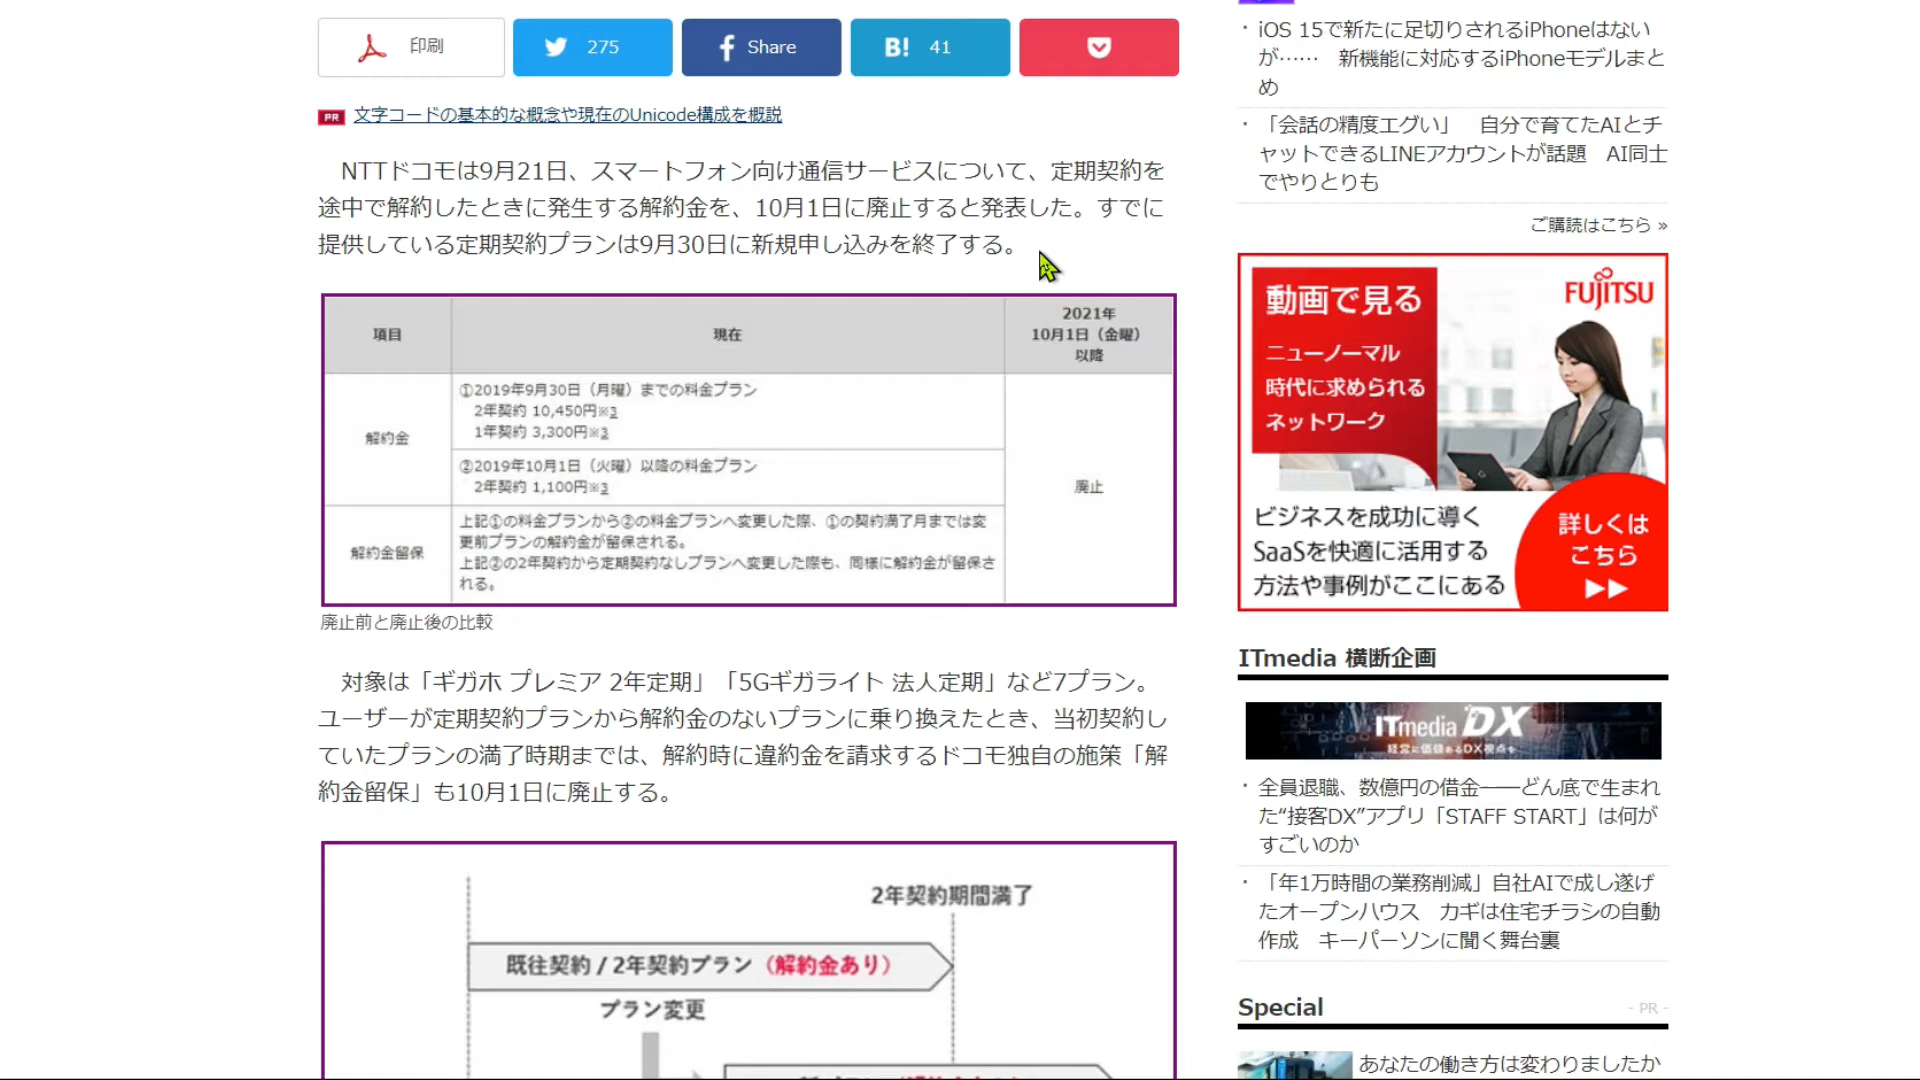 印刷
275
Share
B! 41
PR 文字コードの基本的な概念や現在のUnicode構成を概説
NTTドコモは9月21日、スマートフォン向け通信サービスについて、定期契約を
途中で解約したときに発生する解約金を、10月1日に廃止すると発表した。すでに
提供している定期契約プランは9月30日に新規申し込みを終了する。
項目
現在
2021年
10月1日（金曜）
以降
解約金
①2019年9月30日（月曜）までの料金プラン
2年契約 10,450円※3
1年契約 3,300円※3
②2019年10月1日（火曜）以降の料金プラン
2年契約 1,100円※3
廃止
解約金留保
上記①の料金プランから②の料金プランへ変更した際、①の契約満了月までは変
更前プランの解約金が留保される。
上記②の2年契約から定期契約なしプランへ変更した際も、同様に解約金が留保さ
れる。
廃止前と廃止後の比較
対象は「ギガホ プレミア 2年定期」「5Gギガライト 法人定期」など7プラン。
ユーザーが定期契約プランから解約金のないプランに乗り換えたとき、当初契約し
ていたプランの満了時期までは、解約時に違約金を請求するドコモ独自の施策「解
約金留保」も10月1日に廃止する。
2年契約期間満了
既往契約 / 2年契約プラン（解約金あり）
プラン変更
・iOS 15で新たに足切りされるiPhoneはない
が…… 新機能に対応するiPhoneモデルまと
め
・「会話の精度エグい」 自分で育てたAIとチ
ャットできるLINEアカウントが話題 AI同士
でやりとりも
ご購読はこちら »
動画で見る
FUJITSU
ニューノーマル
時代に求められる
ネットワーク
ビジネスを成功に導く
SaaSを快適に活用する
方法や事例がここにある
詳しくは
こちら
ITmedia 横断企画
ITmedia DX
経営に価値あるDX視点を
・全員退職、数億円の借金――どん底で生まれ
た“接客DX”アプリ「STAFF START」は何が
すごいのか
・「年1万時間の業務削減」自社AIで成し遂げ
たオープンハウス カギは住宅チラシの自動
作成 キーパーソンに聞く舞台裏
Special
- PR -
あなたの働き方は変わりましたか